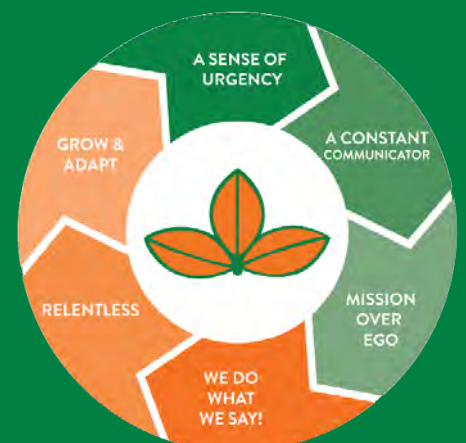 A SENSE OF
URGENCY
A CONSTANT
COMMUNICATOR
MISSION
OVER
EGO
WE DO
WHAT
WE SAY!
RELENTLESS
GROW &
ADAPT